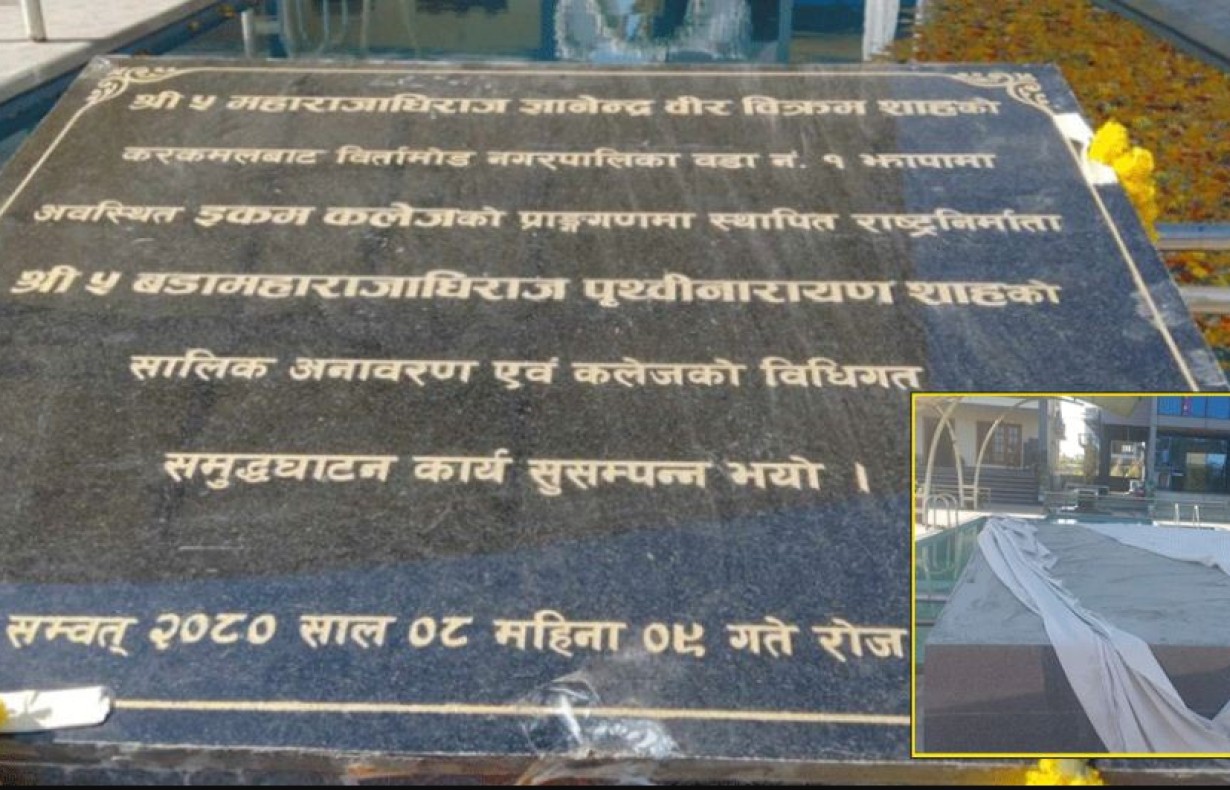 श्री ५ महाराजाधिराज ज्ञानेन्द्र वीर विक्रम शाहको
करकमलबाट विर्तामोड नगरपालिका वडा नं. १ झापामा
अवस्थित इकम कलेजको प्राङ्गणमा स्थापित राष्ट्रनिर्माता
श्री ५ बडामहाराजाधिराज पृथ्वीनारायण शाहको
सालिक अनावरण एवं कलेजको विधिगत
समुद्धघाटन कार्य सुसम्पन्न भयो ।
सम्वत् २०८० साल ०८ महिना ०९ गते रोज